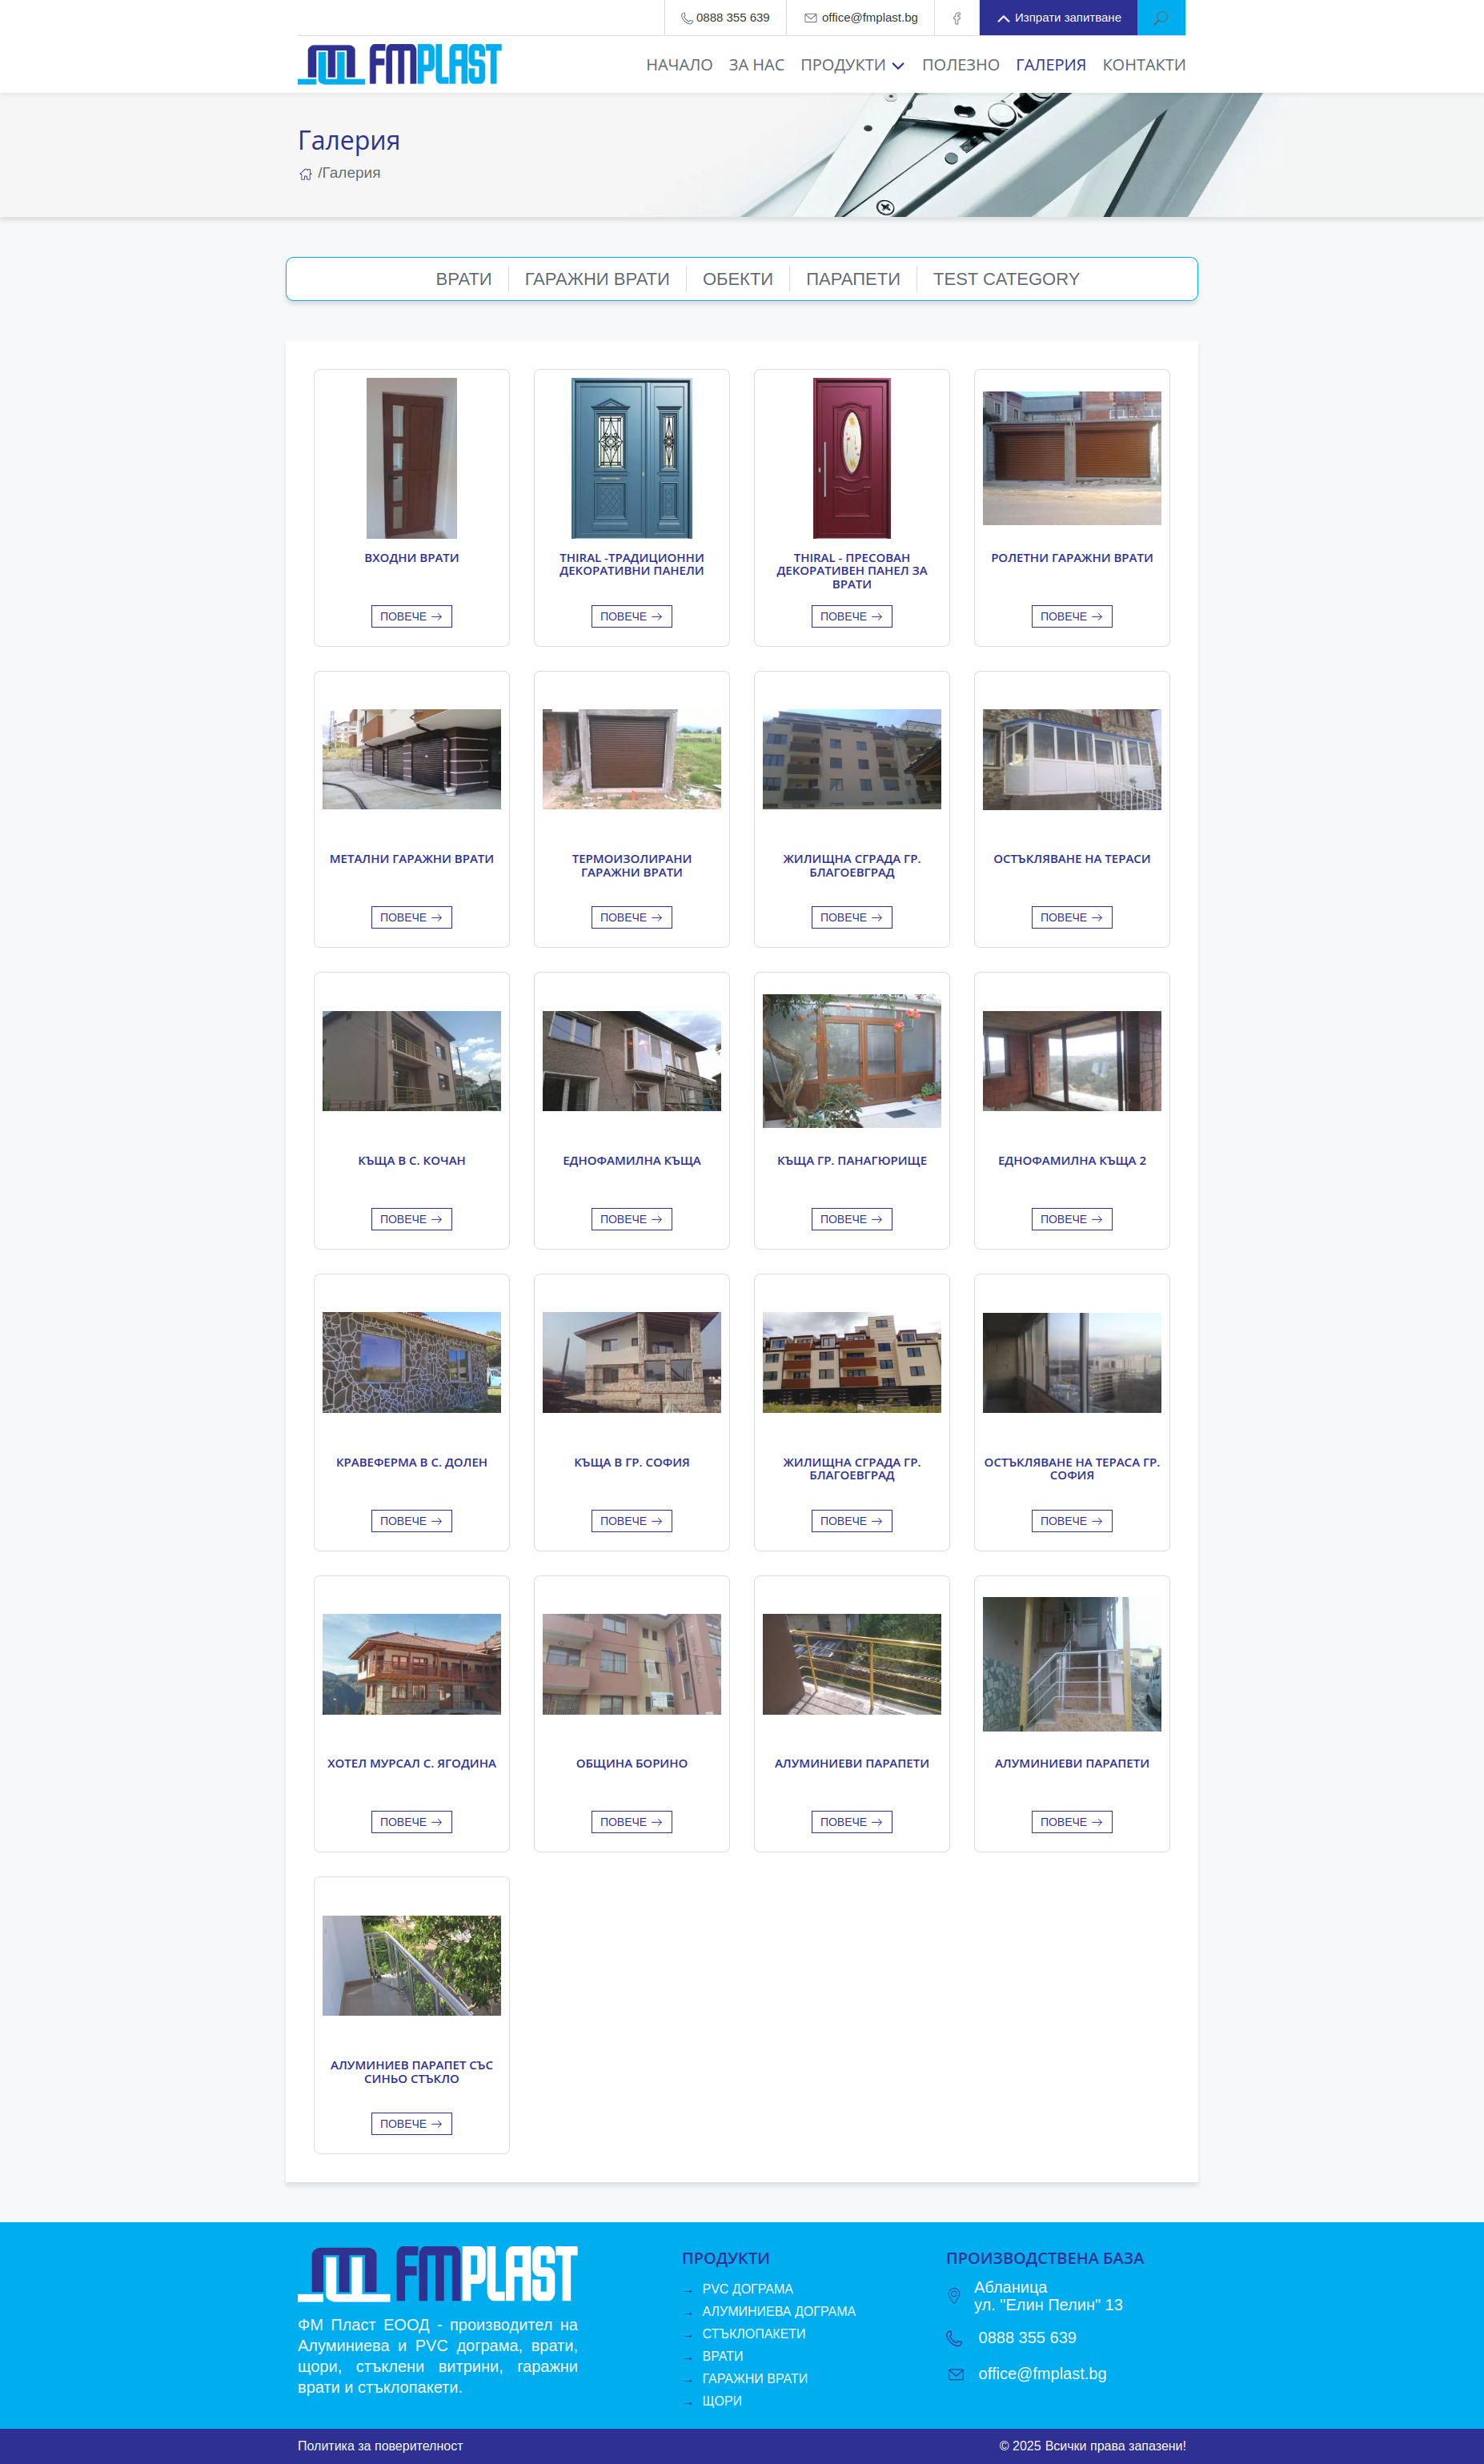 0888 355 639 office@fmplast.bg Изпрати запитване
FMPLAST
НАЧАЛО ЗА НАС ПРОДУКТИ ПОЛЕЗНО ГАЛЕРИЯ КОНТАКТИ
Галерия
/Галерия
ВРАТИ ГАРАЖНИ ВРАТИ ОБЕКТИ ПАРАПЕТИ TEST CATEGORY
ВХОДНИ ВРАТИ
ПОВЕЧЕ →
THIRAL -ТРАДИЦИОННИ
ДЕКОРАТИВНИ ПАНЕЛИ
ПОВЕЧЕ →
THIRAL - ПРЕСОВАН
ДЕКОРАТИВЕН ПАНЕЛ ЗА
ВРАТИ
ПОВЕЧЕ →
РОЛЕТНИ ГАРАЖНИ ВРАТИ
ПОВЕЧЕ →
МЕТАЛНИ ГАРАЖНИ ВРАТИ
ПОВЕЧЕ →
ТЕРМОИЗОЛИРАНИ
ГАРАЖНИ ВРАТИ
ПОВЕЧЕ →
ЖИЛИЩНА СГРАДА ГР.
БЛАГОЕВГРАД
ПОВЕЧЕ →
ОСТЪКЛЯВАНЕ НА ТЕРАСИ
ПОВЕЧЕ →
КЪЩА В С. КОЧАН
ПОВЕЧЕ →
ЕДНОФАМИЛНА КЪЩА
ПОВЕЧЕ →
КЪЩА ГР. ПАНАГЮРИЩЕ
ПОВЕЧЕ →
ЕДНОФАМИЛНА КЪЩА 2
ПОВЕЧЕ →
КРАВЕФЕРМА В С. ДОЛЕН
ПОВЕЧЕ →
КЪЩА В ГР. СОФИЯ
ПОВЕЧЕ →
ЖИЛИЩНА СГРАДА ГР.
БЛАГОЕВГРАД
ПОВЕЧЕ →
ОСТЪКЛЯВАНЕ НА ТЕРАСА ГР.
СОФИЯ
ПОВЕЧЕ →
ХОТЕЛ МУРСАЛ С. ЯГОДИНА
ПОВЕЧЕ →
ОБЩИНА БОРИНО
ПОВЕЧЕ →
АЛУМИНИЕВИ ПАРАПЕТИ
ПОВЕЧЕ →
АЛУМИНИЕВИ ПАРАПЕТИ
ПОВЕЧЕ →
АЛУМИНИЕВ ПАРАПЕТ СЪС
СИНЬО СТЪКЛО
ПОВЕЧЕ →
FMPLAST
ФМ Пласт ЕООД - производител на
Алуминиева и PVC дограма, врати,
щори, стъклени витрини, гаражни
врати и стъклопакети.
ПРОДУКТИ
→ PVC ДОГРАМА
→ АЛУМИНИЕВА ДОГРАМА
→ СТЪКЛОПАКЕТИ
→ ВРАТИ
→ ГАРАЖНИ ВРАТИ
→ ЩОРИ
ПРОИЗВОДСТВЕНА БАЗА
Абланица
ул. "Елин Пелин" 13
0888 355 639
office@fmplast.bg
Политика за поверителност
© 2025 Всички права запазени!